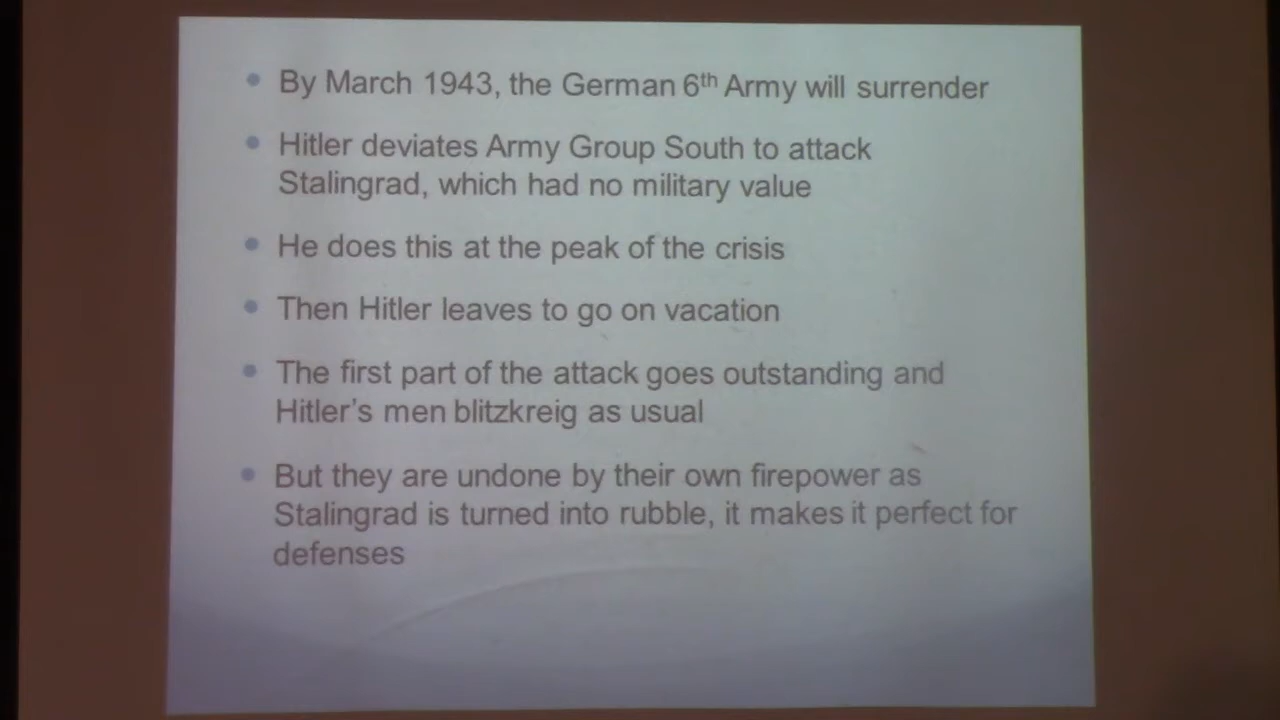 • By March 1943, the German 6th Army will surrender
• Hitler deviates Army Group South to attack
Stalingrad, which had no military value
• He does this at the peak of the crisis
• Then Hitler leaves to go on vacation
• The first part of the attack goes outstanding and
Hitler's men blitzkreig as usual
• But they are undone by their own firepower as
Stalingrad is turned into rubble, it makes it perfect for
defenses